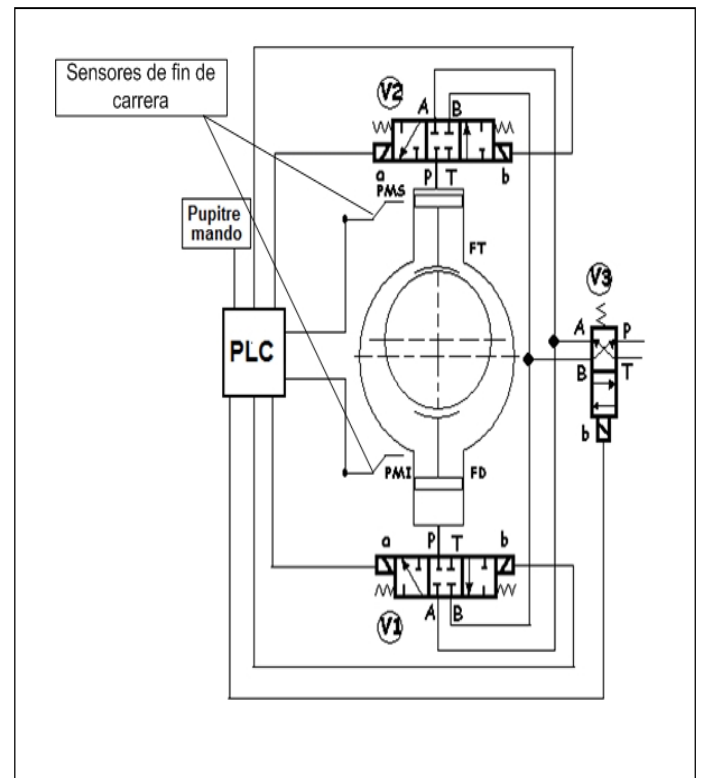 Sensores de fin de
carrera
V2
A B
a P T b
PMS
Pupitre
mando
FT
V3
A P
PLC
B T
b
PMI FD
a P T b
A B
V1